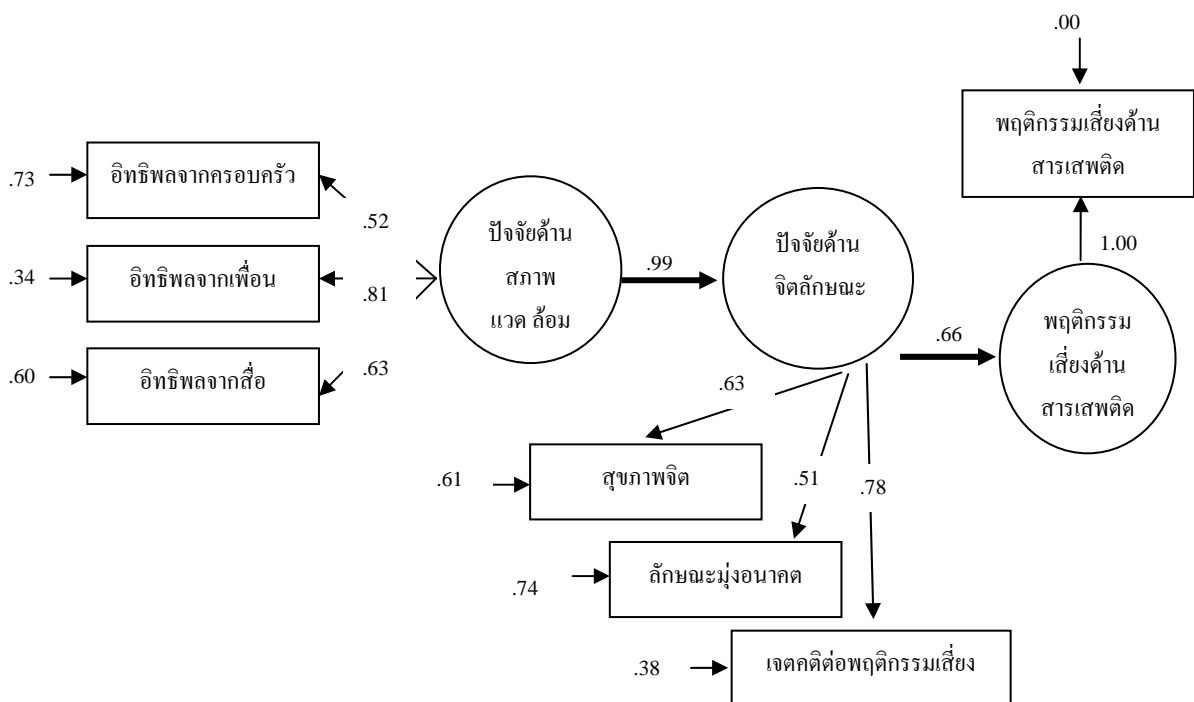 .00
พฤติกรรมเสี่ยงด้าน
สารเสพติด
1.00
.73
อิทธิพลจากครอบครัว
.52
.34
อิทธิพลจากเพื่อน
.81
.60
อิทธิพลจากสื่อ
.63
ปัจจัยด้าน
สภาพ
แวด ล้อม
.99
ปัจจัยด้าน
จิตลักษณะ
.66
พฤติกรรม
เสี่ยงด้าน
สารเสพติด
.63
.51
.78
.61
สุขภาพจิต
.74
ลักษณะมุ่งอนาคต
.38
เจตคติต่อพฤติกรรมเสี่ยง